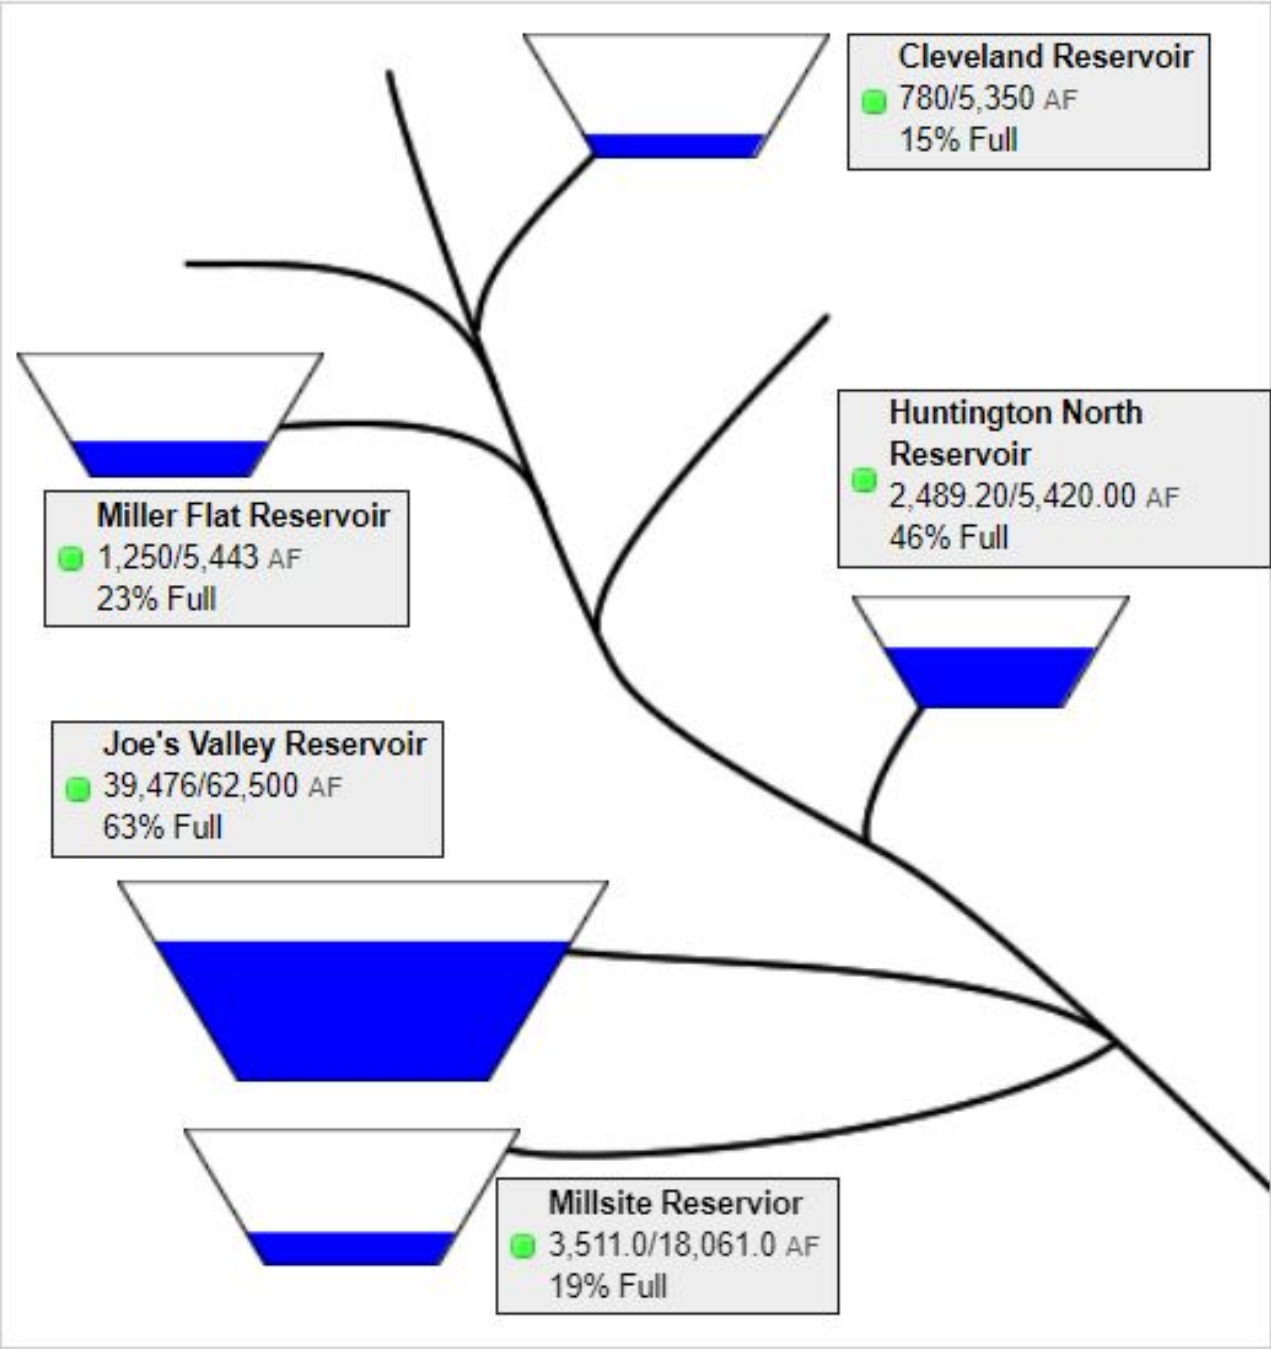 Cleveland Reservoir
780/5,350 AF
15% Full
Huntington North
Reservoir
2,489.20/5,420.00 AF
46% Full
Miller Flat Reservoir
1,250/5,443 AF
23% Full
Joe's Valley Reservoir
39,476/62,500 AF
63% Full
Millsite Reservior
3,511.0/18,061.0 AF
19% Full